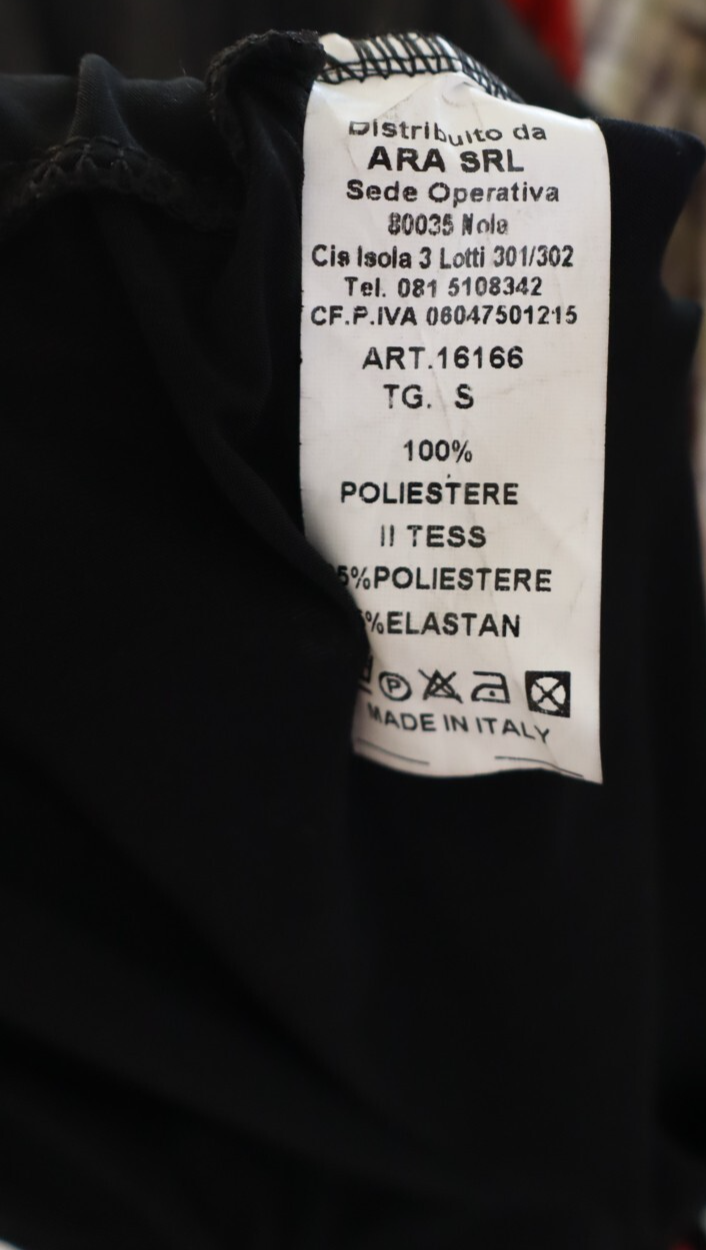 Distribuito da
ARA SRL
Sede Operativa
80035 Nola
Cis Isola 3 Lotti 301/302
Tel. 081 5108342
CF.P.IVA 06047501215
ART.16166
TG. S
100%
POLIESTERE
II TESS
5%POLIESTERE
%ELASTAN
P
MADE IN ITALY